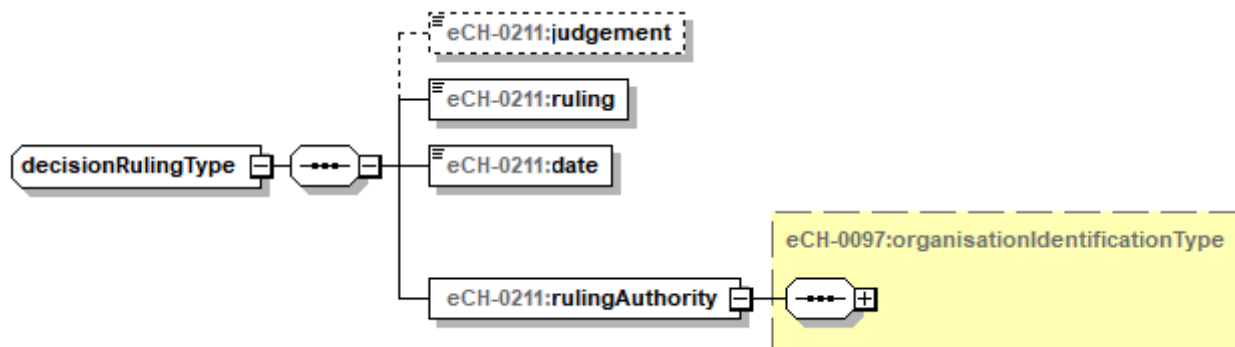 eCH-0211:judgement
eCH-0211:ruling
decisionRulingType
eCH-0211:date
eCH-0097:organisationIdentificationType
eCH-0211:rulingAuthority